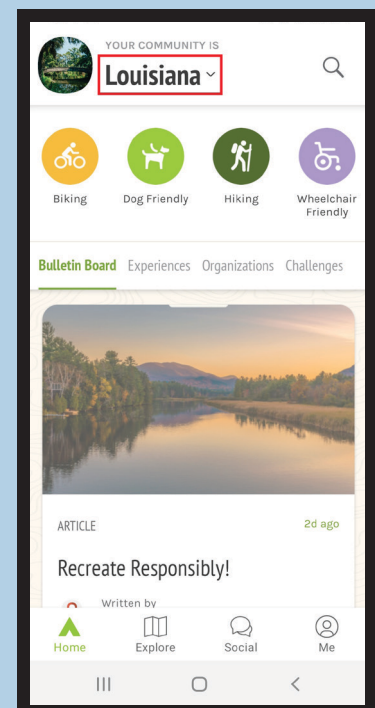 YOUR COMMUNITY IS
Louisiana
Biking
Dog Friendly
Hiking
Wheelchair
Friendly
Bulletin Board Experiences Organizations Challenges
ARTICLE 2d ago
Recreate Responsibly!
Written by
Home Explore Social Me